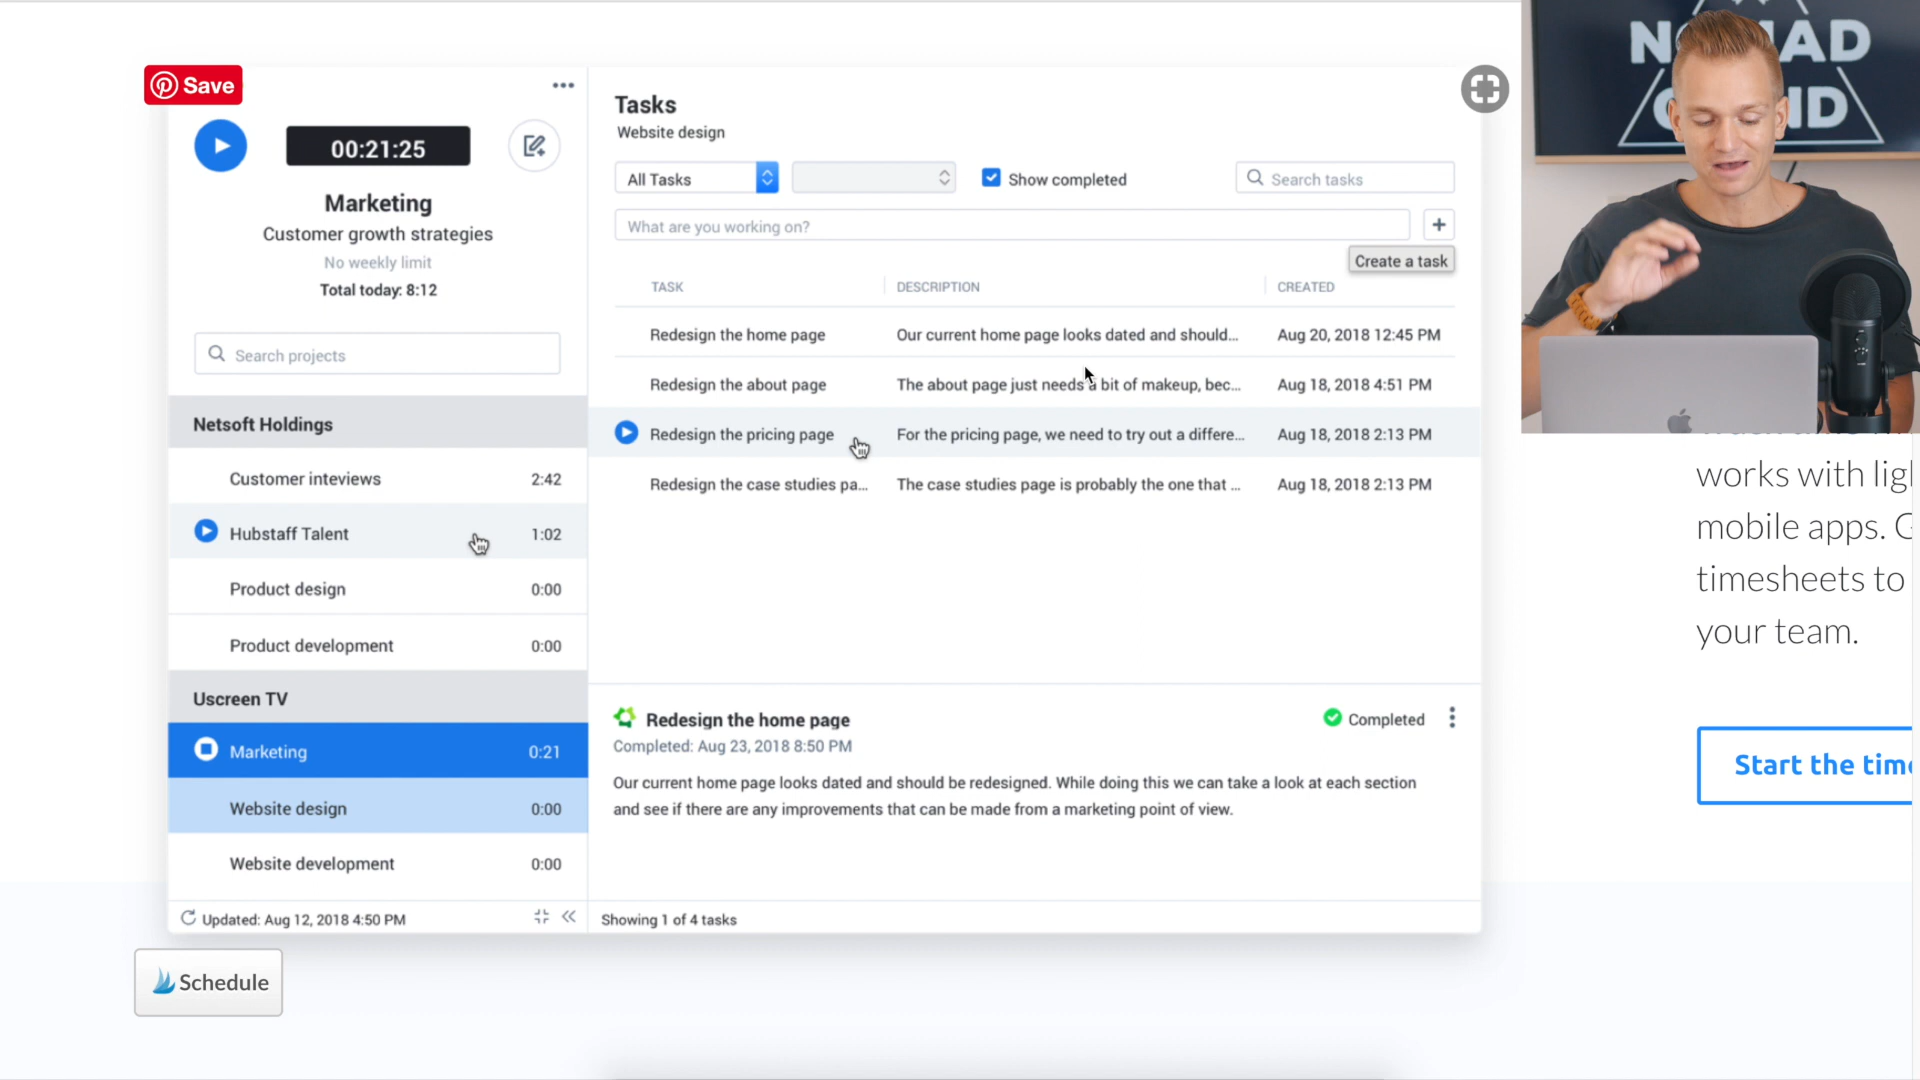 Save
00:21:25
Marketing
Customer growth strategies
No weekly limit
Total today: 8:12
Search projects
Netsoft Holdings
Customer inteviews 2:42
Hubstaff Talent 1:02
Product design 0:00
Product development 0:00
Uscreen TV
Marketing 0:21
Website design 0:00
Website development 0:00
Updated: Aug 12, 2018 4:50 PM
Tasks
Website design
All Tasks
Show completed
Search tasks
What are you working on?
Create a task
TASK DESCRIPTION CREATED
Redesign the home page Our current home page looks dated and should... Aug 20, 2018 12:45 PM
Redesign the about page The about page just needs a bit of makeup, bec... Aug 18, 2018 4:51 PM
Redesign the pricing page For the pricing page, we need to try out a differe... Aug 18, 2018 2:13 PM
Redesign the case studies pa... The case studies page is probably the one that ... Aug 18, 2018 2:13 PM
Redesign the home page
Completed
Completed: Aug 23, 2018 8:50 PM
Our current home page looks dated and should be redesigned. While doing this we can take a look at each section
and see if there are any improvements that can be made from a marketing point of view.
Showing 1 of 4 tasks
Schedule
works with
mobile apps.
timesheets to
your team.
Start the